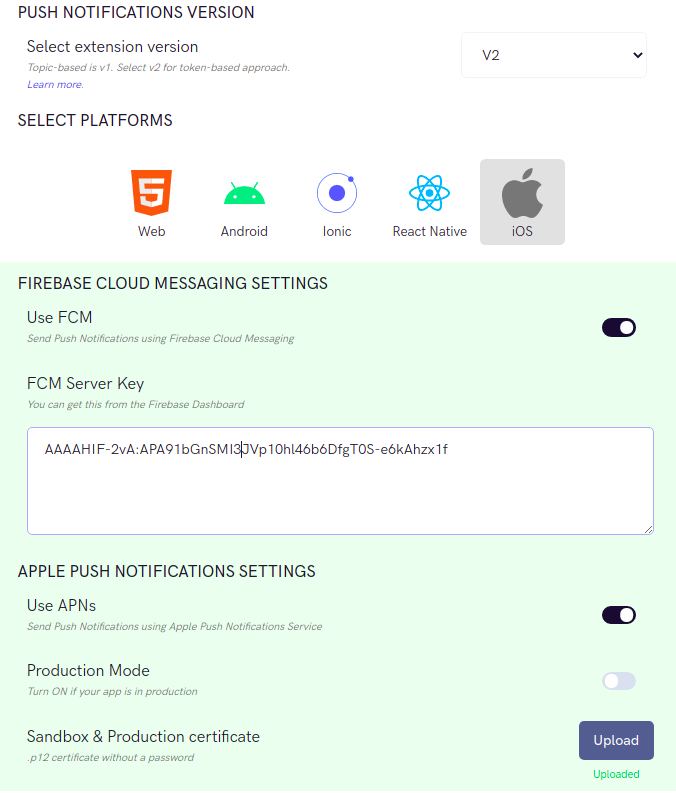 PUSH NOTIFICATIONS VERSION
Select extension version
Topic-based is v1. Select v2 for token-based approach.
Learn more.
V2
SELECT PLATFORMS
Web
Android
Ionic
React Native
iOS
FIREBASE CLOUD MESSAGING SETTINGS
Use FCM
Send Push Notifications using Firebase Cloud Messaging
FCM Server Key
You can get this from the Firebase Dashboard
AAAAHIF-2vA:APA91bGnSMI3JVp10hl46b6DfgT0S-e6kAhzx1f
APPLE PUSH NOTIFICATIONS SETTINGS
Use APNs
Send Push Notifications using Apple Push Notifications Service
Production Mode
Turn ON if your app is in production
Sandbox & Production certificate
.p12 certificate without a password
Upload
Uploaded